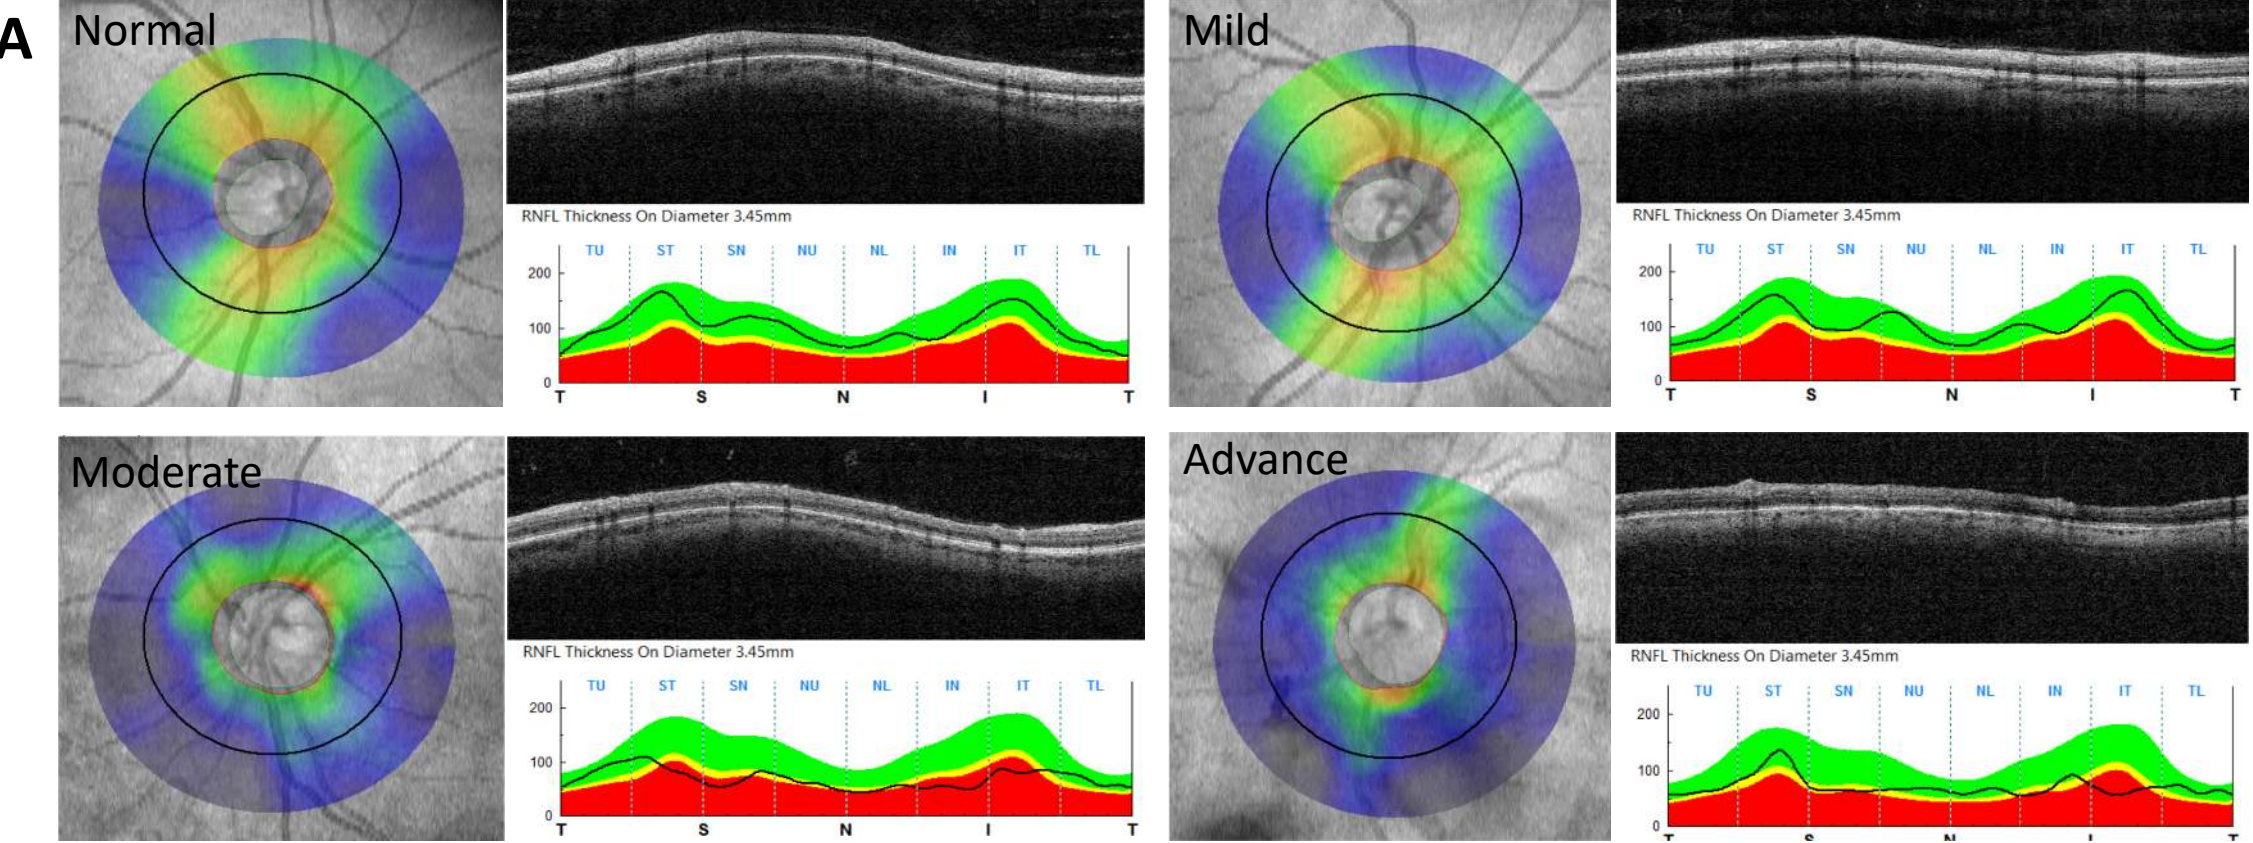 A
Normal
RNFL Thickness On Diameter 3.45mm
TU ST SN NU NL IN IT TL
200
100
0
T S N I T
Mild
RNFL Thickness On Diameter 3.45mm
TU ST SN NU NL IN IT TL
200
100
0
T S N I T
Moderate
RNFL Thickness On Diameter 3.45mm
TU ST SN NU NL IN IT TL
200
100
0
T S N I T
Advance
RNFL Thickness On Diameter 3.45mm
TU ST SN NU NL IN IT TL
200
100
0
T S N I T